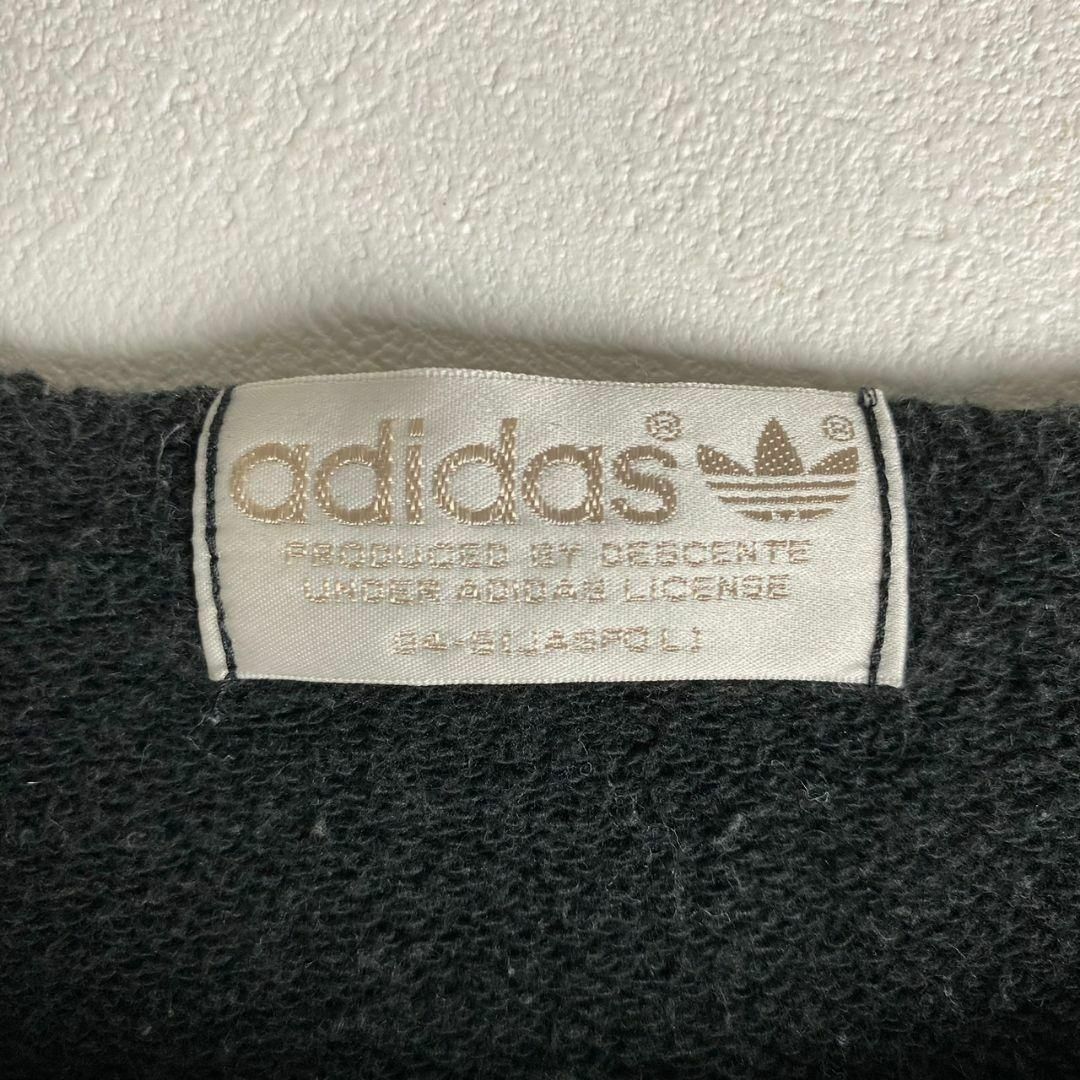 adidas® ®
PRODUCED BY DESCENTE
UNDER ADIDAS LICENSE